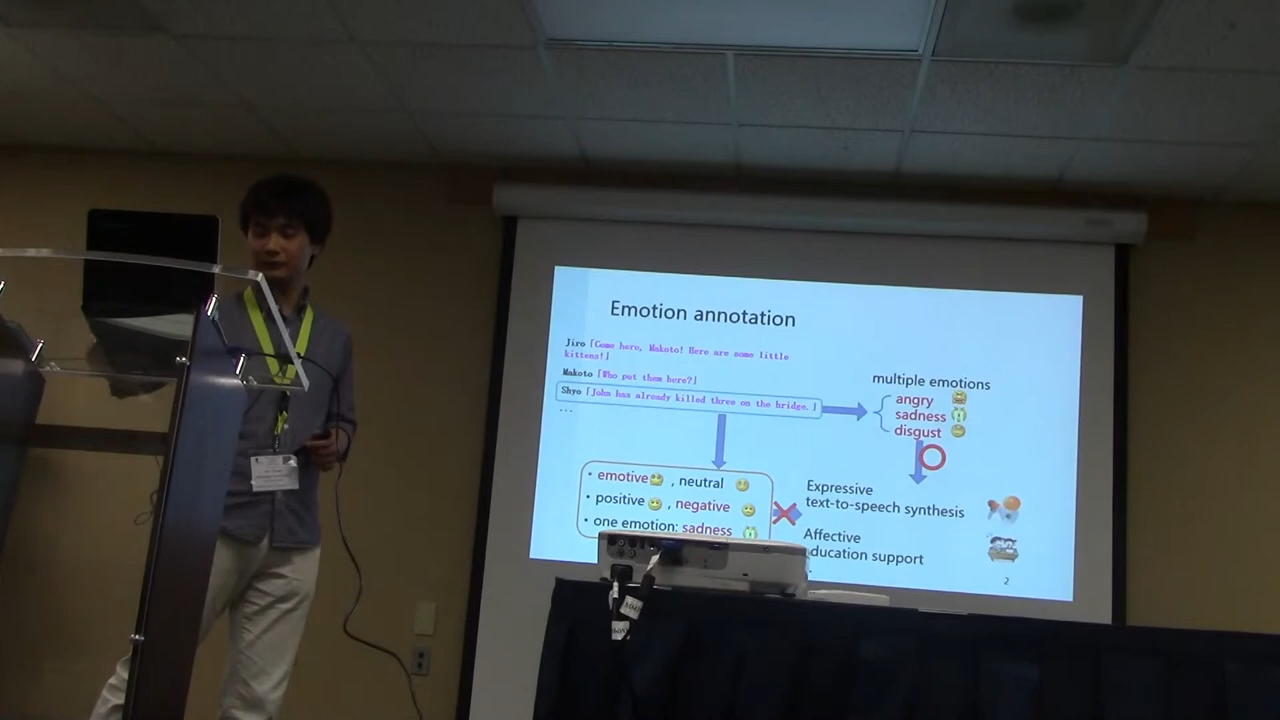 Emotion annotation
Jiro「Come here, Makoto! Here are some little
kittens!」
Makoto「Who put them here?」
Shyo「John has already killed three on the bridge.」
...
multiple emotions
angry
sadness
disgust
• emotive , neutral
• positive , negative
• one emotion: sadness
Expressive
text-to-speech synthesis
Affective
education support
2